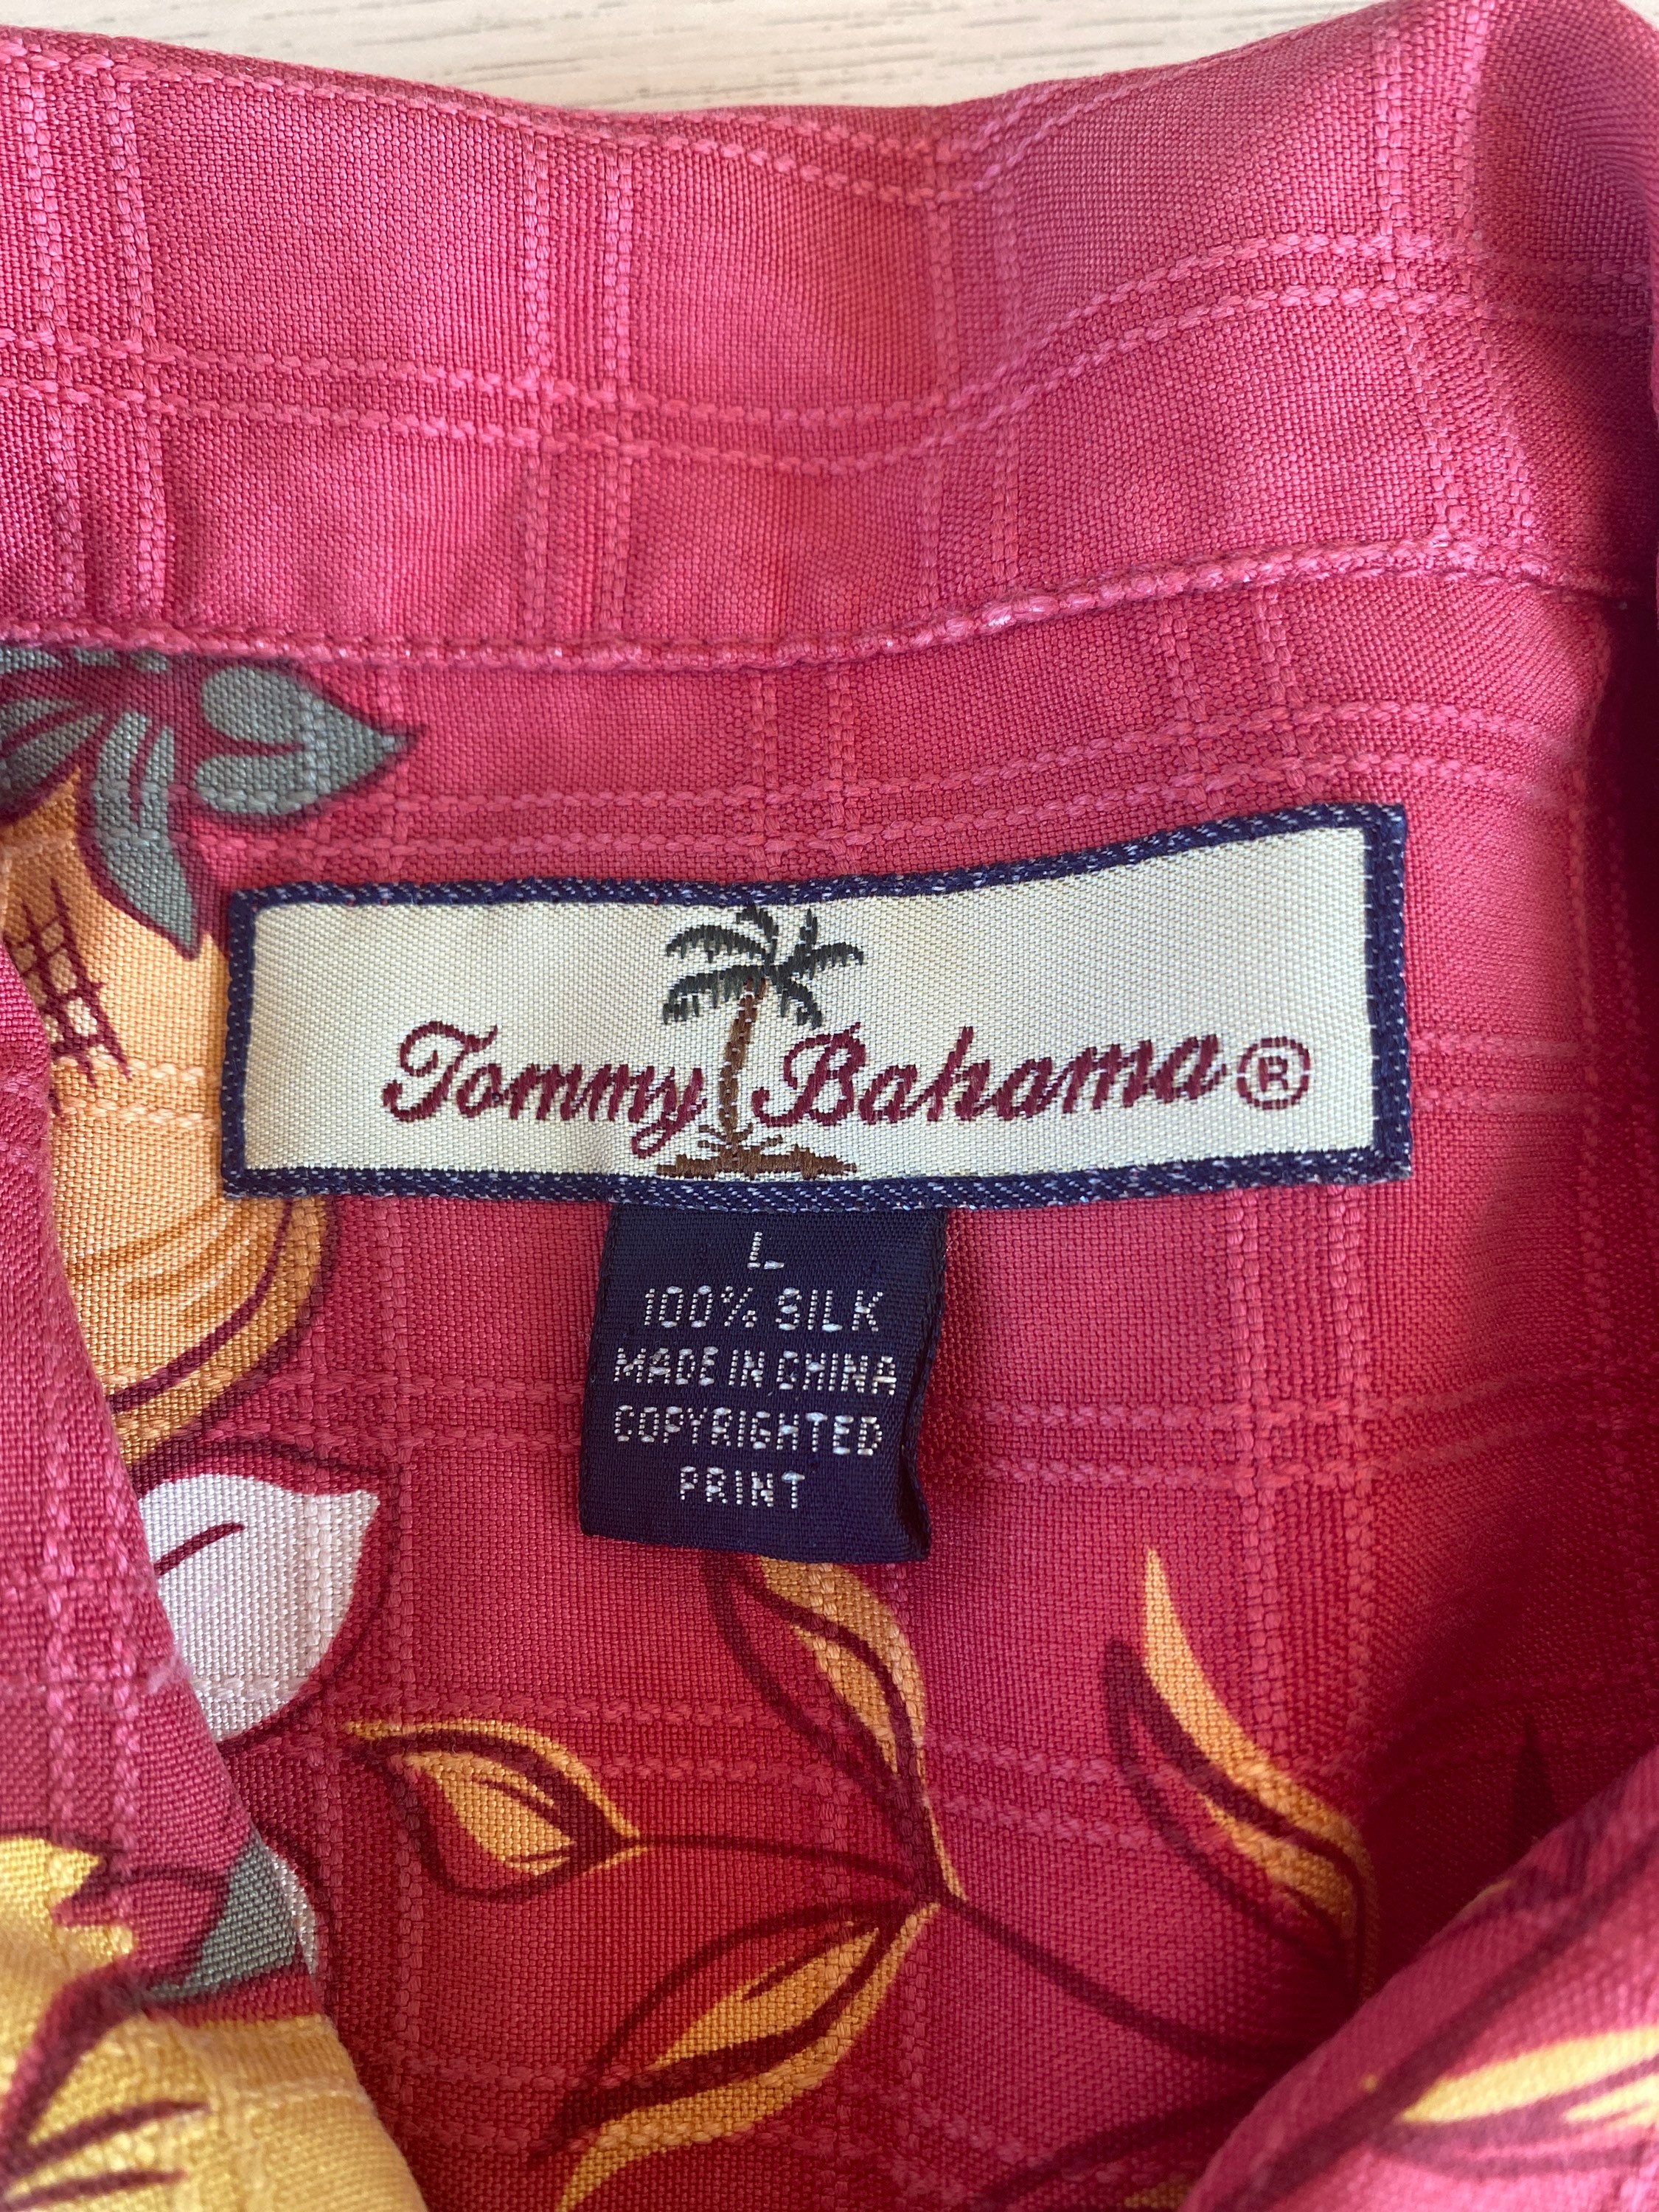 Tommy Bahama®
L
100% SILK
MADE IN CHINA
COPYRIGHTED
PRINT